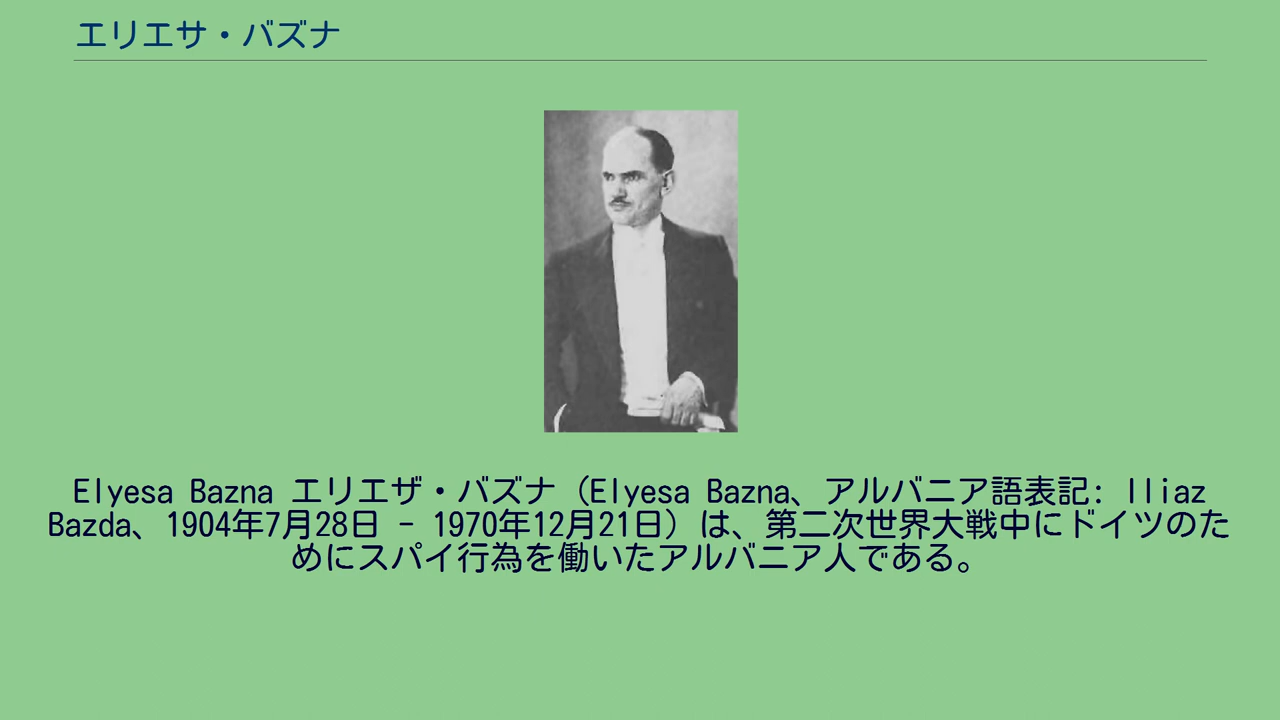 エリエサ・バズナ
Elyesa Bazna エリエザ・バズナ（Elyesa Bazna、アルバニア語表記: Iliaz
Bazda、1904年7月28日 - 1970年12月21日）は、第二次世界大戦中にドイツのた
めにスパイ行為を働いたアルバニア人である。